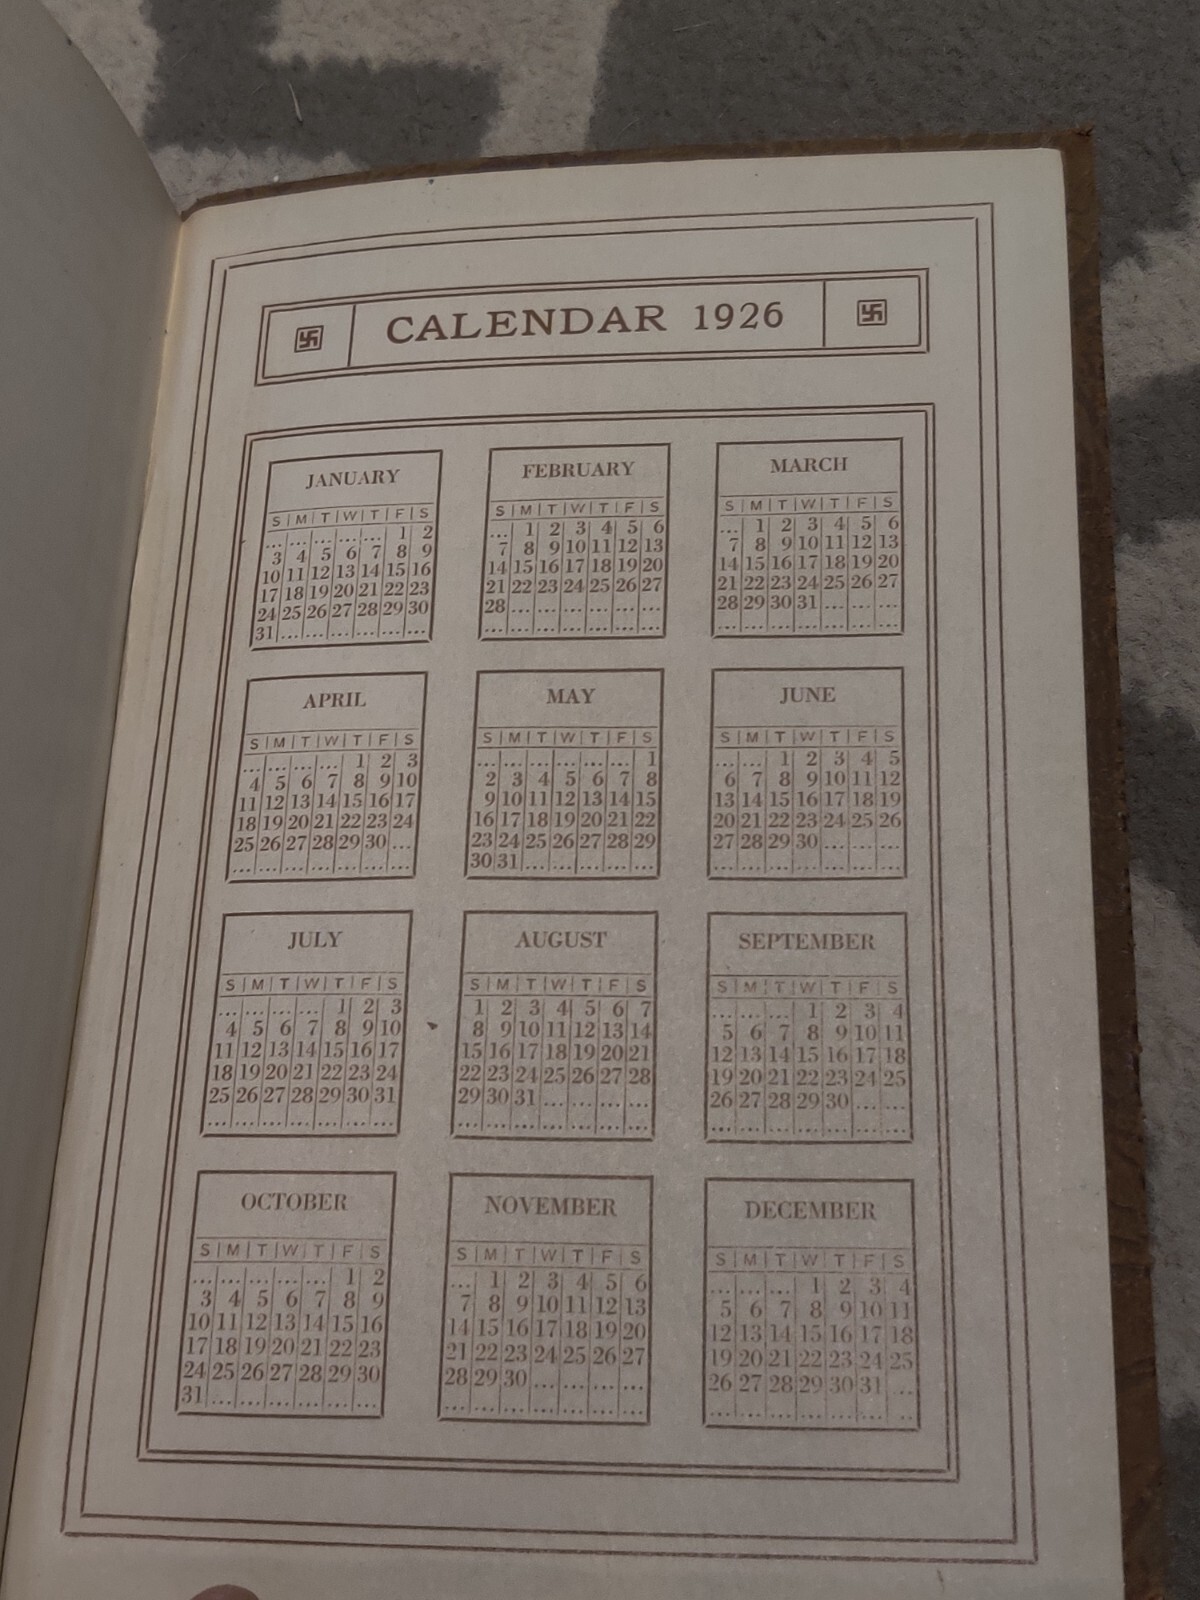 CALENDAR 1926
JANUARY
S M T W T F S
... ... ... ... ... 1 2
3 4 5 6 7 8 9
10 11 12 13 14 15 16
17 18 19 20 21 22 23
24 25 26 27 28 29 30
31 ... ... ... ... ... ...
FEBRUARY
S M T W T F S
... 1 2 3 4 5 6
7 8 9 10 11 12 13
14 15 16 17 18 19 20
21 22 23 24 25 26 27
28 ... ... ... ... ... ...
... ... ... ... ... ... ...
MARCH
S M T W T F S
... 1 2 3 4 5 6
7 8 9 10 11 12 13
14 15 16 17 18 19 20
21 22 23 24 25 26 27
28 29 30 31 ... ... ...
... ... ... ... ... ... ...
APRIL
S M T W T F S
... ... ... ... 1 2 3
4 5 6 7 8 9 10
11 12 13 14 15 16 17
18 19 20 21 22 23 24
25 26 27 28 29 30 ...
... ... ... ... ... ... ...
MAY
S M T W T F S
... ... ... ... ... ... 1
2 3 4 5 6 7 8
9 10 11 12 13 14 15
16 17 18 19 20 21 22
23 24 25 26 27 28 29
30 31 ... ... ... ... ...
JUNE
S M T W T F S
... ... 1 2 3 4 5
6 7 8 9 10 11 12
13 14 15 16 17 18 19
20 21 22 23 24 25 26
27 28 29 30 ... ... ...
... ... ... ... ... ... ...
JULY
S M T W T F S
... ... ... ... 1 2 3
4 5 6 7 8 9 10
11 12 13 14 15 16 17
18 19 20 21 22 23 24
25 26 27 28 29 30 31
... ... ... ... ... ... ...
AUGUST
S M T W T F S
1 2 3 4 5 6 7
8 9 10 11 12 13 14
15 16 17 18 19 20 21
22 23 24 25 26 27 28
29 30 31 ... ... ... ...
... ... ... ... ... ... ...
SEPTEMBER
S M T W T F S
... ... ... 1 2 3 4
5 6 7 8 9 10 11
12 13 14 15 16 17 18
19 20 21 22 23 24 25
26 27 28 29 30 ... ...
... ... ... ... ... ... ...
OCTOBER
S M T W T F S
... ... ... ... ... 1 2
3 4 5 6 7 8 9
10 11 12 13 14 15 16
17 18 19 20 21 22 23
24 25 26 27 28 29 30
31 ... ... ... ... ... ...
NOVEMBER
S M T W T F S
... 1 2 3 4 5 6
7 8 9 10 11 12 13
14 15 16 17 18 19 20
21 22 23 24 25 26 27
28 29 30 ... ... ... ...
... ... ... ... ... ... ...
DECEMBER
S M T W T F S
... ... ... 1 2 3 4
5 6 7 8 9 10 11
12 13 14 15 16 17 18
19 20 21 22 23 24 25
26 27 28 29 30 31 ...
... ... ... ... ... ... ...